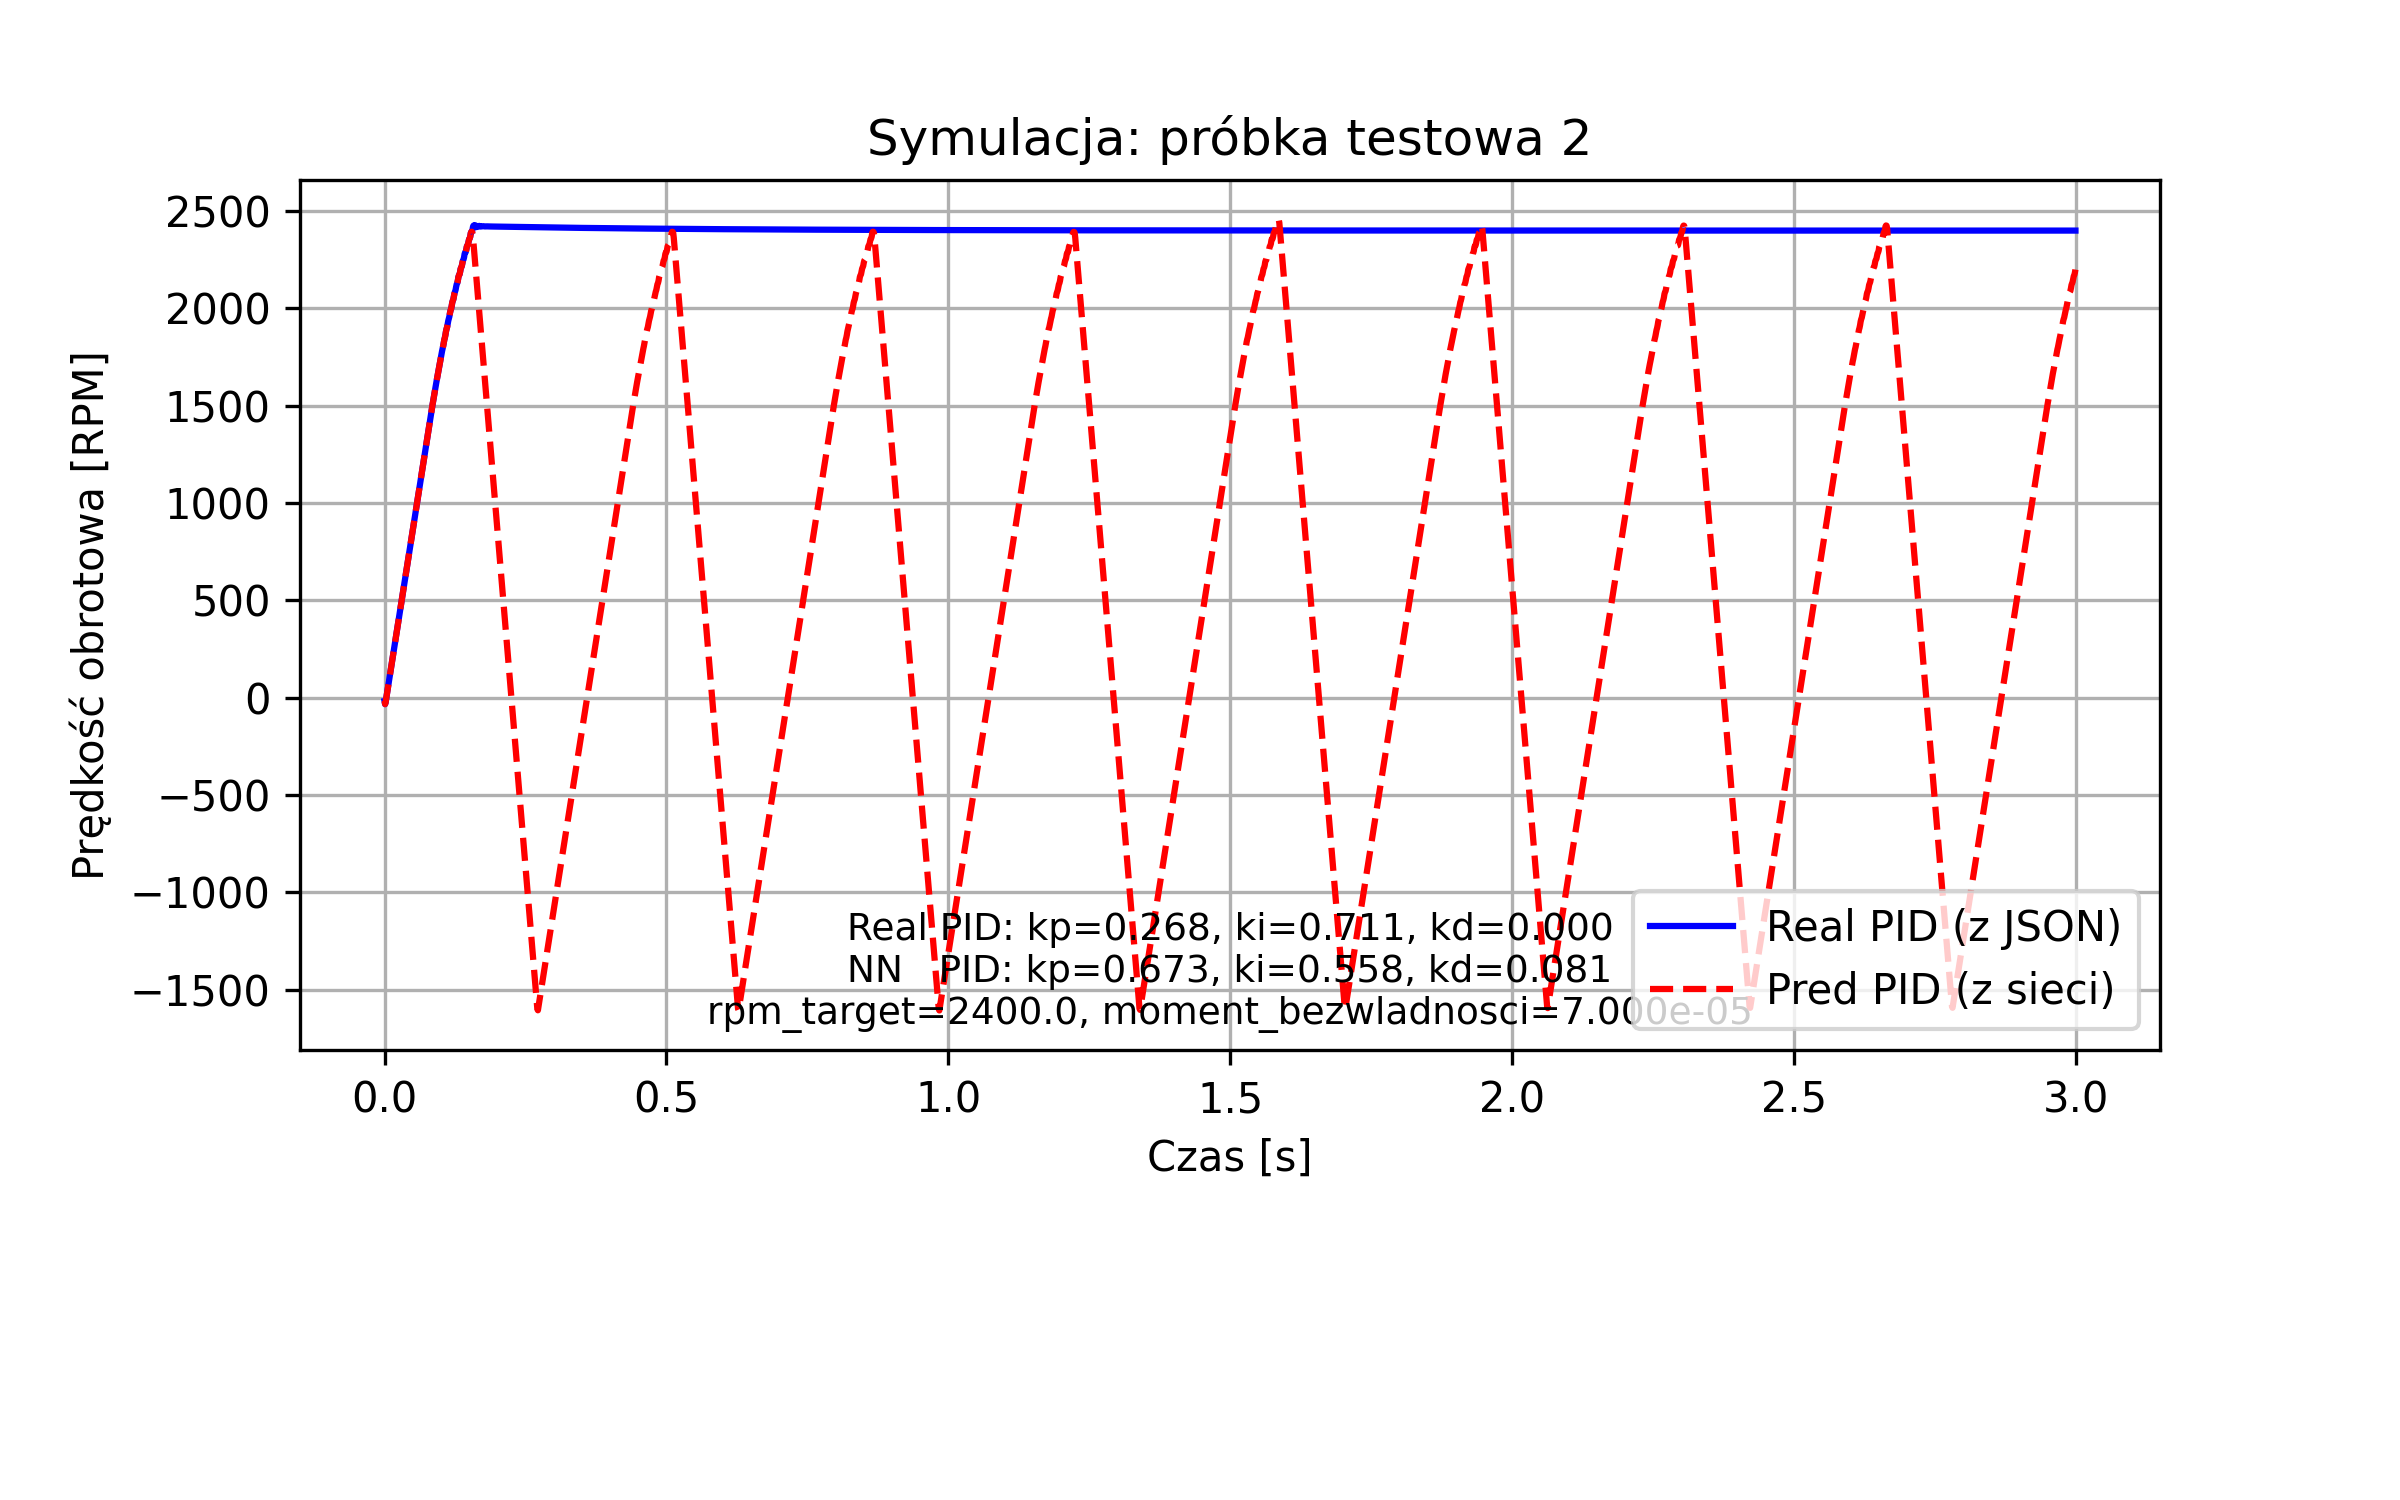 Symulacja: próbka testowa 2
Prędkość obrotowa [RPM]
2500
2000
1500
1000
500
0
−500
−1000
−1500
Real PID: kp=0.268, ki=0.711, kd=0.000
NN PID: kp=0.673, ki=0.558, kd=0.081
rpm_target=2400.0, moment_bezwladnosci=7.000e-05
Real PID (z JSON)
Pred PID (z sieci)
0.0 0.5 1.0 1.5 2.0 2.5 3.0
Czas [s]